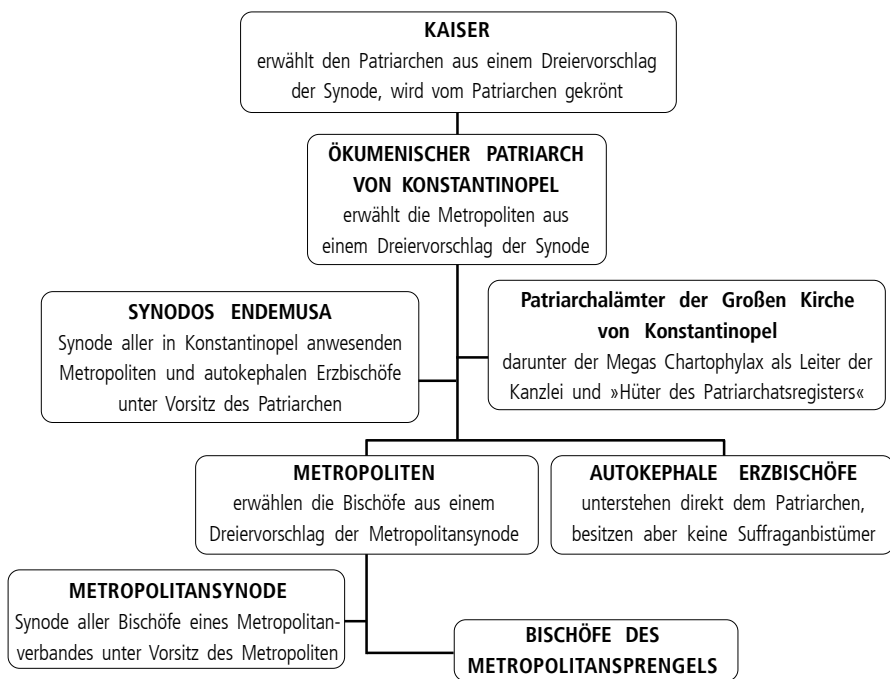 KAISER
erwählt den Patriarchen aus einem Dreiervorschlag
der Synode, wird vom Patriarchen gekrönt
ÖKUMENISCHER PATRIARCH
VON KONSTANTINOPEL
erwählt die Metropoliten aus
einem Dreiervorschlag der Synode
SYNODOS ENDEMUSA
Synode aller in Konstantinopel anwesenden
Metropoliten und autokephalen Erzbischöfe
unter Vorsitz des Patriarchen
Patriarchalämter der Großen Kirche
von Konstantinopel
darunter der Megas Chartophylax als Leiter der
Kanzlei und »Hüter des Patriarchatsregisters«
METROPOLITEN
erwählen die Bischöfe aus einem
Dreiervorschlag der Metropolitansynode
AUTOKEPHALE ERZBISCHÖFE
unterstehen direkt dem Patriarchen,
besitzen aber keine Suffraganbistümer
METROPOLITANSYNODE
Synode aller Bischöfe eines Metropolitan-
verbandes unter Vorsitz des Metropoliten
BISCHÖFE DES
METROPOLITANSPRENGELS